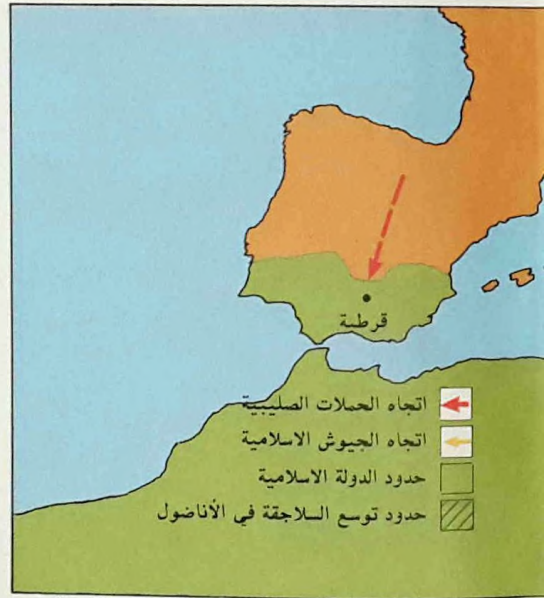 قرطبة
اتجاه الحملات الصليبية
اتجاه الجيوش الاسلامية
حدود الدولة الاسلامية
حدود توسع السلاجقة في الأناضول